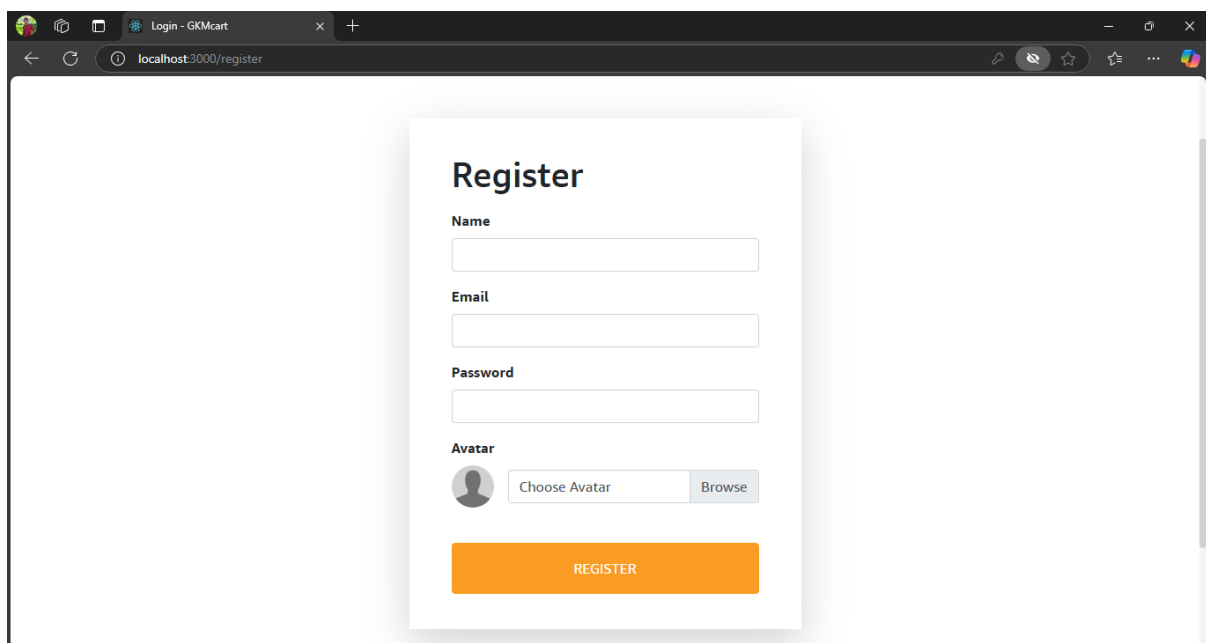 Login - GKMcart
localhost:3000/register
Register
Name
Email
Password
Avatar
Choose Avatar Browse
REGISTER